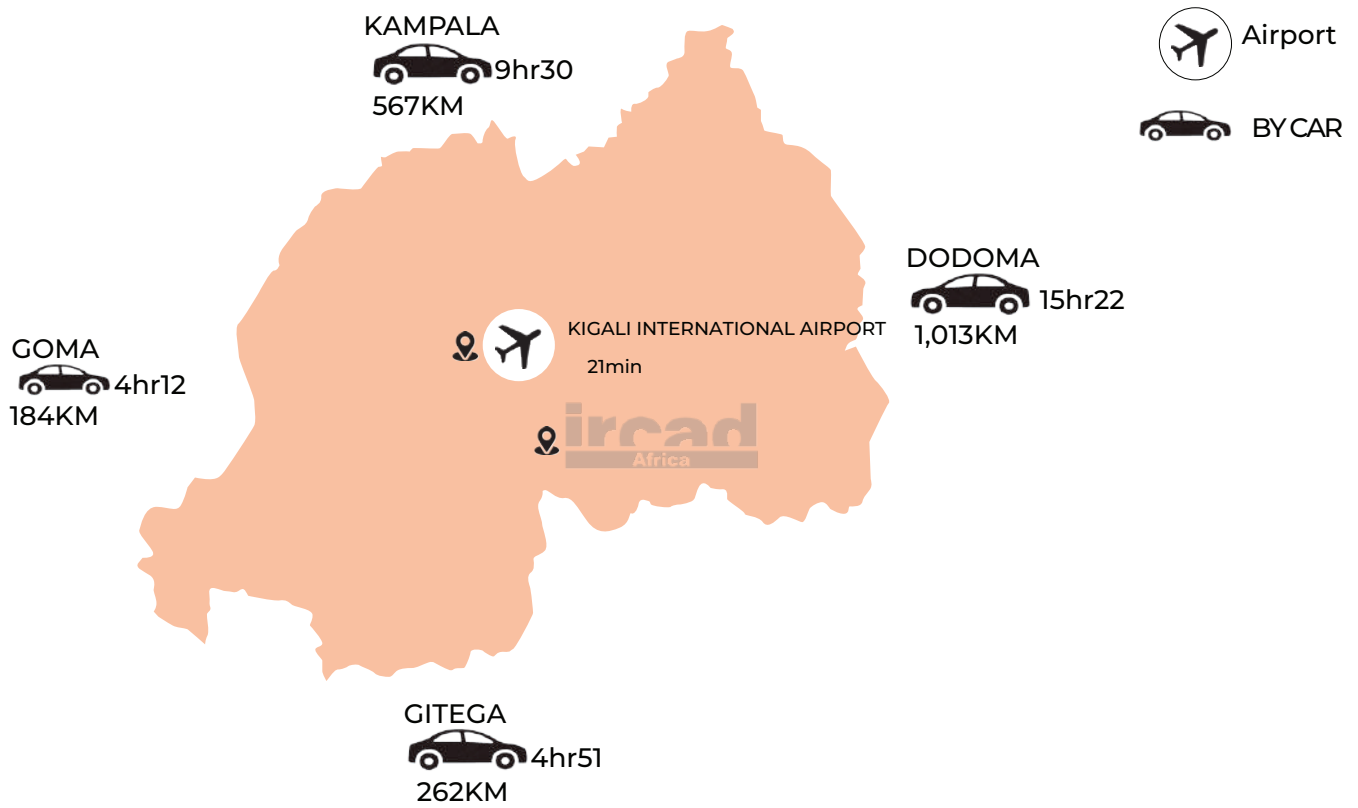 KAMPALA
9hr30
567KM
Airport
BY CAR
DODOMA
15hr22
1,013KM
KIGALI INTERNATIONAL AIRPORT
21min
GOMA
4hr12
184KM
ircad
Africa
GITEGA
4hr51
262KM